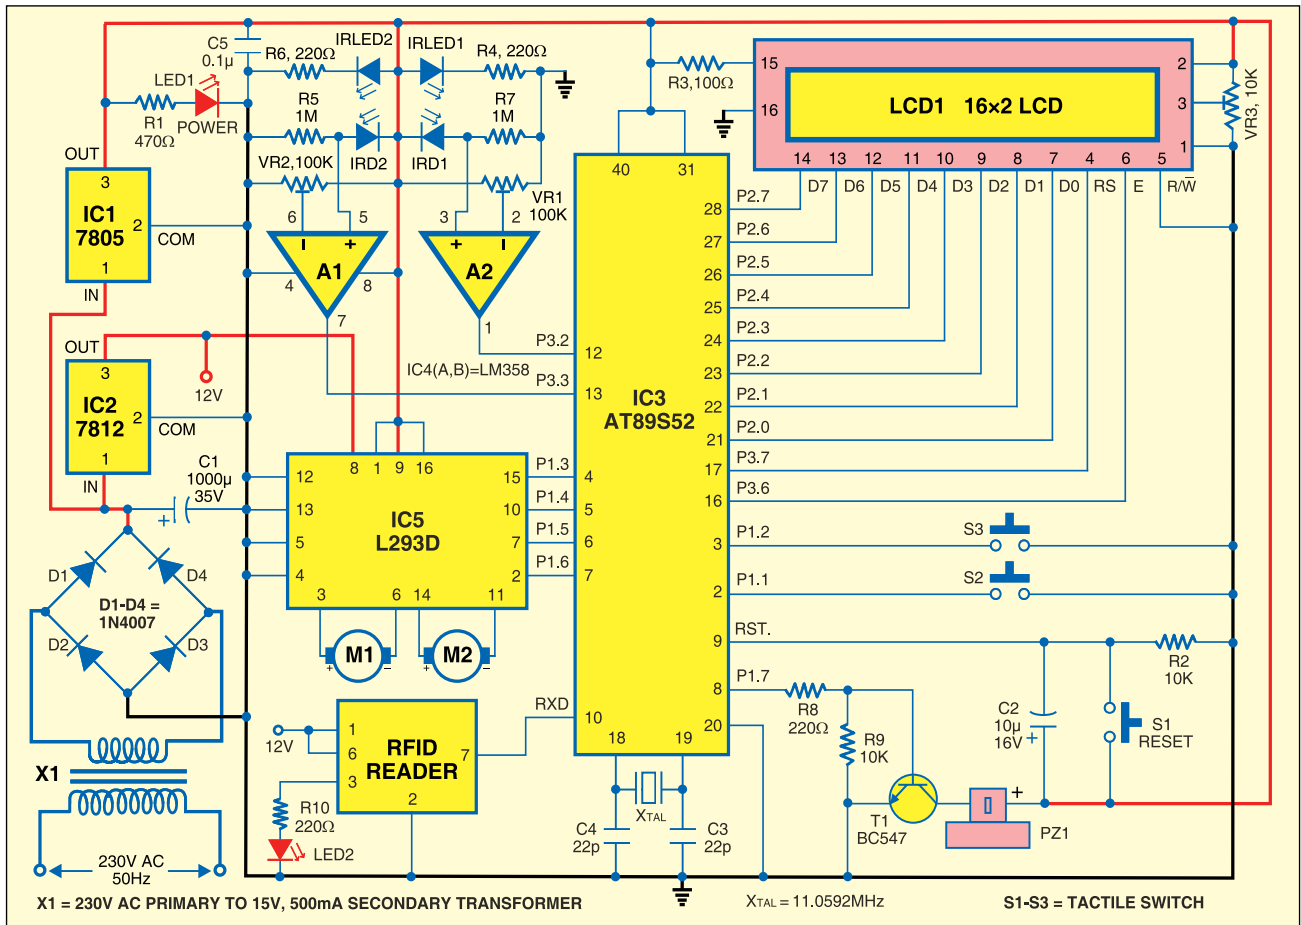 C5
0.1µ
R6, 220Ω
IRLED2
IRLED1
R4, 220Ω
R3,100Ω
LED1
R1
470Ω
POWER
R5
1M
R7
1M
IRD2
IRD1
VR2,100K
VR1
100K
OUT
3
IC1
7805
2
COM
1
IN
6
5
3
2
–
+
A1
+
–
A2
4
8
7
1
IC4(A,B)=LM358
OUT
3
IC2
7812
2
COM
1
IN
12V
C1
1000µ
35V
+
15
16
LCD1 16×2 LCD
2
3
1
VR3, 10K
14
13
12
11
10
9
8
7
4
6
5
D7
D6
D5
D4
D3
D2
D1
D0
RS
E
R/W̅
40
31
IC3
AT89S52
P2.7
28
P2.6
27
P2.5
26
P2.4
25
P2.3
24
P2.2
23
P2.1
22
P2.0
21
P3.7
17
P3.6
16
P1.2
3
S3
P1.1
2
S2
RST.
9
P1.7
8
20
P3.2
12
P3.3
13
P1.3
4
P1.4
5
P1.5
6
P1.6
7
RXD
10
18
19
8
1
9
16
12
13
5
4
IC5
L293D
15
10
7
2
3
6
14
11
M1
+
–
M2
+
–
D1
D4
D1-D4 =
1N4007
D2
D3
X1
230V AC
50Hz
12V
1
6
3
RFID
READER
7
2
R10
220Ω
LED2
XTAL
C4
22p
C3
22p
R8
220Ω
R9
10K
T1
BC547
PZ1
+
C2
10µ
16V
+
S1
RESET
R2
10K
X1 = 230V AC PRIMARY TO 15V, 500mA SECONDARY TRANSFORMER
XTAL = 11.0592MHz
S1-S3 = TACTILE SWITCH